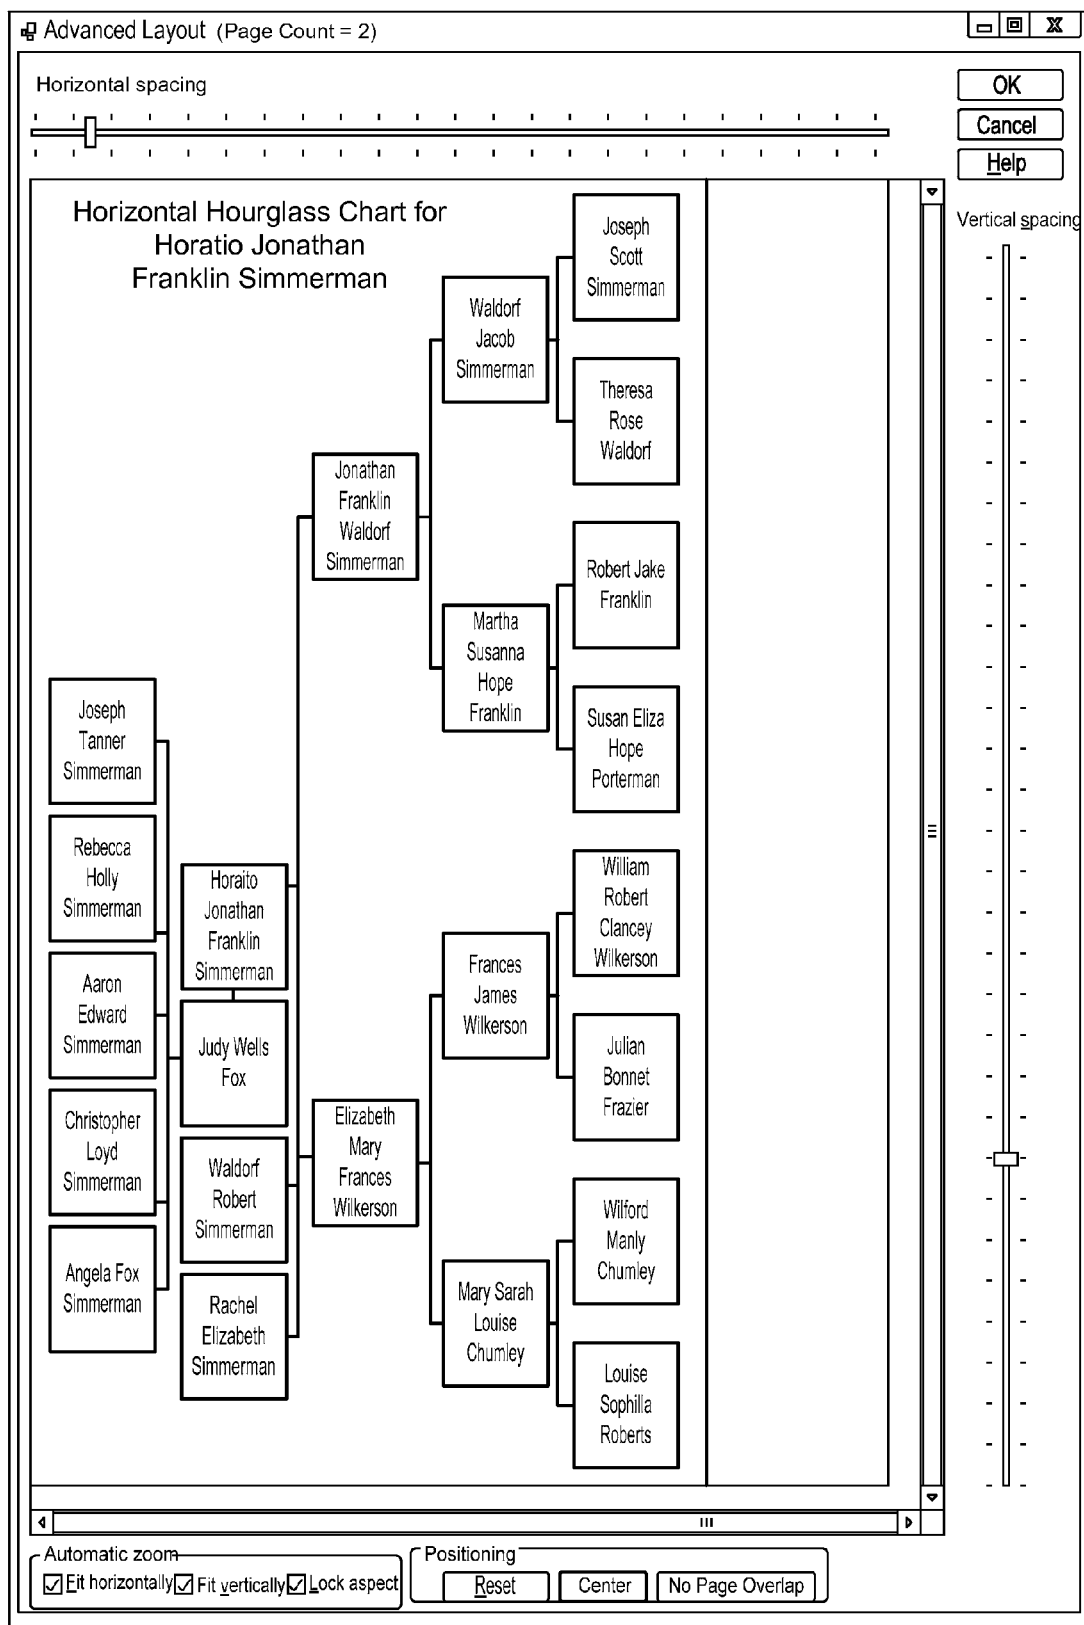 Advanced Layout (Page Count = 2)
Horizontal spacing
OK
Cancel
Help
Vertical spacing
Horizontal Hourglass Chart for
Horatio Jonathan
Franklin Simmerman
Joseph
Scott
Simmerman
Waldorf
Jacob
Simmerman
Theresa
Rose
Waldorf
Jonathan
Franklin
Waldorf
Simmerman
Robert Jake
Franklin
Martha
Susanna
Hope
Franklin
Susan Eliza
Hope
Porterman
Joseph
Tanner
Simmerman
Rebecca
Holly
Simmerman
Aaron
Edward
Simmerman
Christopher
Loyd
Simmerman
Angela Fox
Simmerman
Horaito
Jonathan
Franklin
Simmerman
Judy Wells
Fox
Waldorf
Robert
Simmerman
Rachel
Elizabeth
Simmerman
Elizabeth
Mary
Frances
Wilkerson
Frances
James
Wilkerson
Mary Sarah
Louise
Chumley
William
Robert
Clancey
Wilkerson
Julian
Bonnet
Frazier
Wilford
Manly
Chumley
Louise
Sophilla
Roberts
Automatic zoom
Fit horizontally Fit vertically Lock aspect
Positioning
Reset Center No Page Overlap